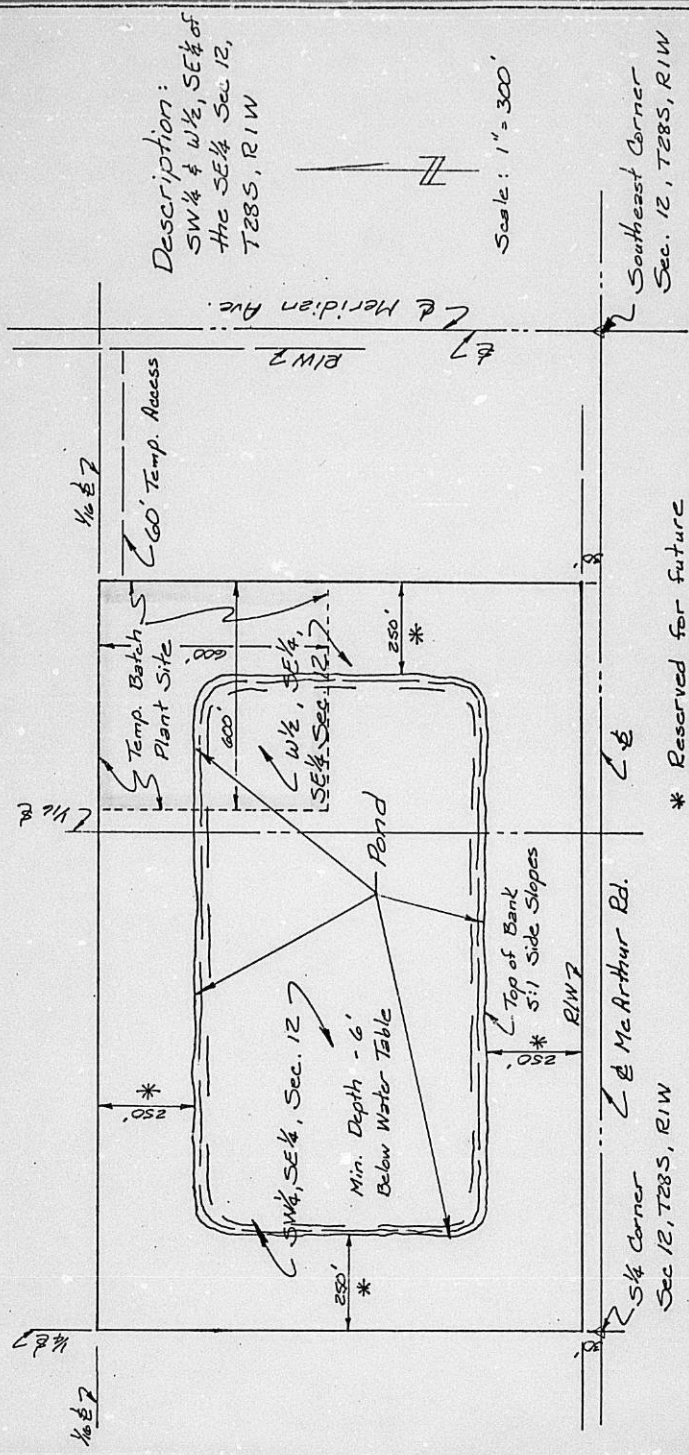 Description:
SW¼ & W½, SE¼ of
the SE¼ Sec 12,
T28S, R1W
N
Scale: 1" = 300'
Southeast Corner
Sec. 12, T28S, R1W
℄ Meridian Ave.
℄
R/W
60' Temp. Access
1/16 ℄
Temp. Batch
Plant Site
600'
600'
W½, SE¼,
SE¼ Sec. 12
250'
*
1/16 ℄
Pond
SW¼, SE¼, Sec. 12
Min. Depth - 6'
Below Water Table
250'
*
250'
*
Top of Bank
5:1 Side Slopes
250'
*
R/W
℄ McArthur Rd.
℄
* Reserved for future
S¼ Corner
Sec 12, T28S, R1W
30'
¼ ℄
1/16 ℄